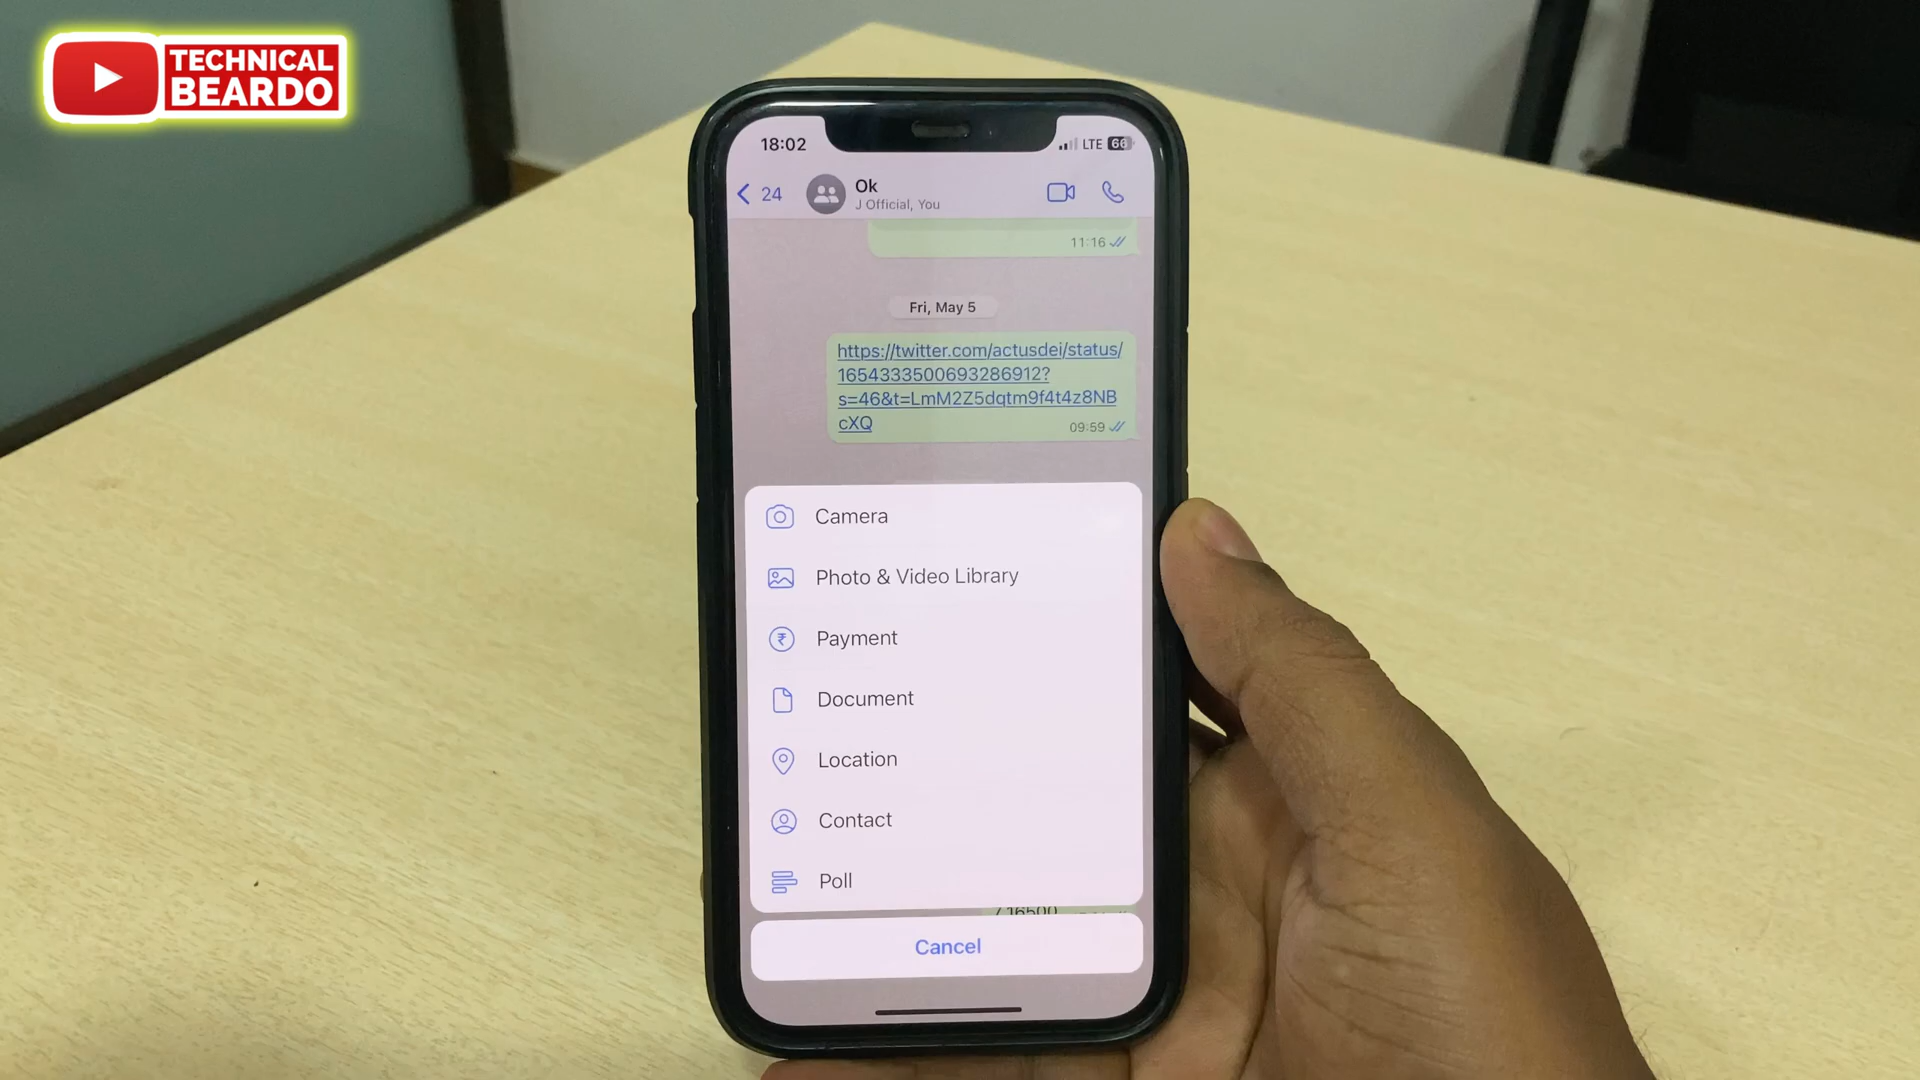 TECHNICAL
BEARDO
18:02
LTE 66
24
Ok
J Official, You
11:16
Fri, May 5
https://twitter.com/actusdei/status/
1654333500693286912?
s=46&t=LmM2Z5dqtm9f4t4z8NB
cXQ
09:59
Camera
Photo & Video Library
₹ Payment
Document
Location
Contact
Poll
Cancel